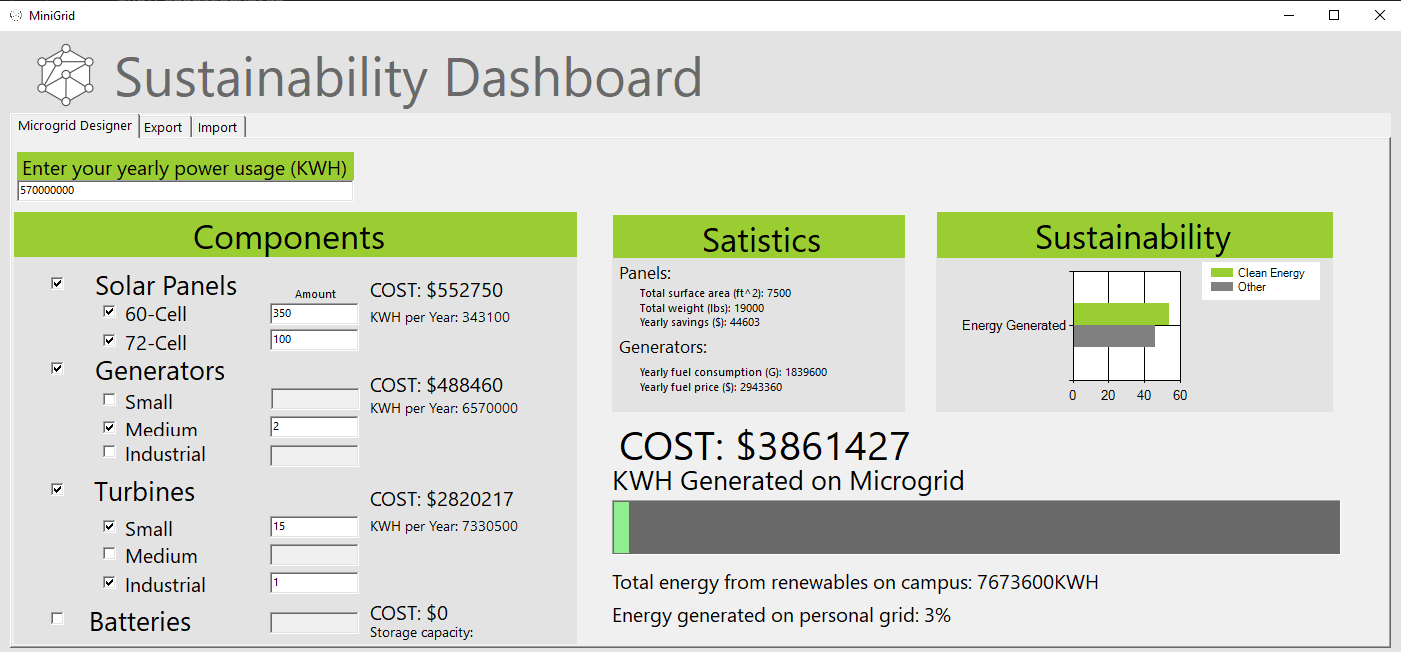 MiniGrid
Sustainability Dashboard
Microgrid Designer Export Import
Enter your yearly power usage (KWH)
570000000
Components
Solar Panels
Amount
COST: $552750
60-Cell
350
KWH per Year: 343100
72-Cell
100
Generators
COST: $488460
Small
KWH per Year: 6570000
Medium
2
Industrial
Turbines
COST: $2820217
Small
15
KWH per Year: 7330500
Medium
Industrial
1
Batteries
COST: $0
Storage capacity:
Satistics
Panels:
Total surface area (ft^2): 7500
Total weight (lbs): 19000
Yearly savings ($): 44603
Generators:
Yearly fuel consumption (G): 1839600
Yearly fuel price ($): 2943360
Sustainability
Clean Energy
Other
Energy Generated
0 20 40 60
COST: $3861427
KWH Generated on Microgrid
Total energy from renewables on campus: 7673600KWH
Energy generated on personal grid: 3%